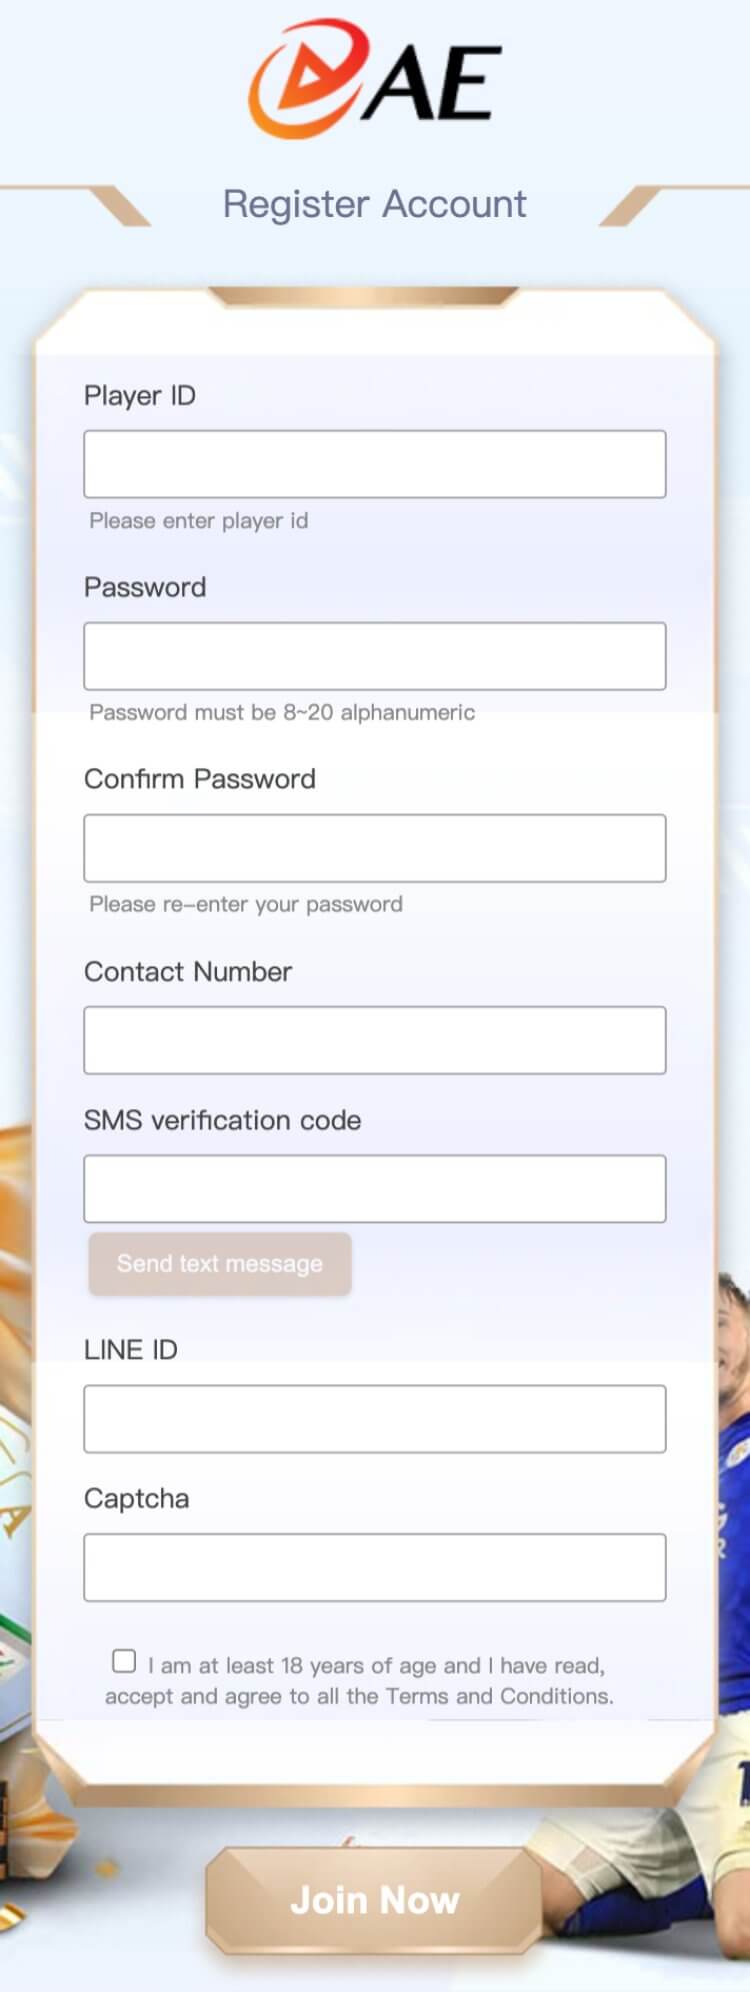 AE
Register Account
Player ID
Please enter player id
Password
Password must be 8~20 alphanumeric
Confirm Password
Please re-enter your password
Contact Number
SMS verification code
Send text message
LINE ID
Captcha
I am at least 18 years of age and I have read,
accept and agree to all the Terms and Conditions.
Join Now